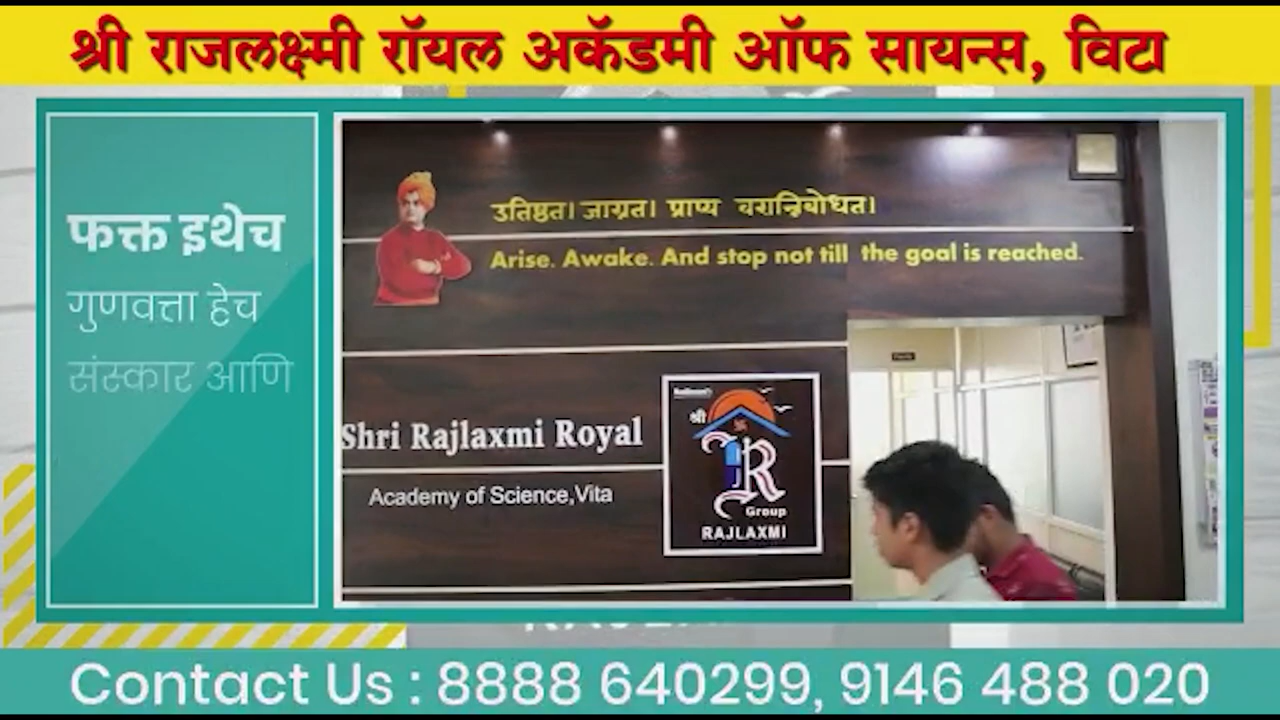 श्री राजलक्ष्मी रॉयल अकॅडमी ऑफ सायन्स, विटा
फक्त इथेच
गुणवत्ता हेच
संस्कार आणि
उतिष्ठत। जाग्रत। प्राप्य वरान्निबोधत।
Arise. Awake. And stop not till the goal is reached.
Shri Rajlaxmi Royal
Academy of Science,Vita
श्री
R
Group
RAJLAXMI
Contact Us : 8888 640299, 9146 488 020